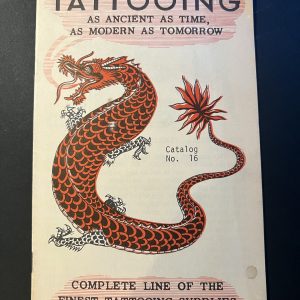 TATTOOING
AS ANCIENT AS TIME,
AS MODERN AS TOMORROW
Catalog
No. 16
COMPLETE LINE OF THE
FINEST TATTOOING SUPPLIES